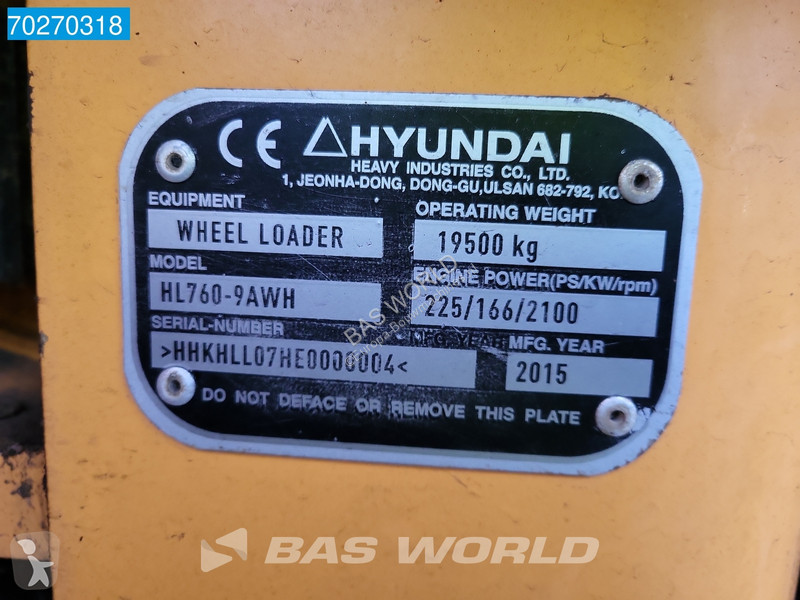 70270318
CE HYUNDAI
HEAVY INDUSTRIES CO., LTD.
1, JEONHA-DONG, DONG-GU,ULSAN 682-792,
EQUIPMENT
OPERATING WEIGHT
WHEEL LOADER
19500 kg
MODEL
ENGINE POWER(PS/KW/rpm)
HL760-9AWH
225/166/2100
SERIAL-NUMBER
MFG. YEAR
>HHKHLL07HE0000004<
2015
DO NOT DEFACE OR REMOVE THIS PLATE
BAS WORLD
BAS WORLD